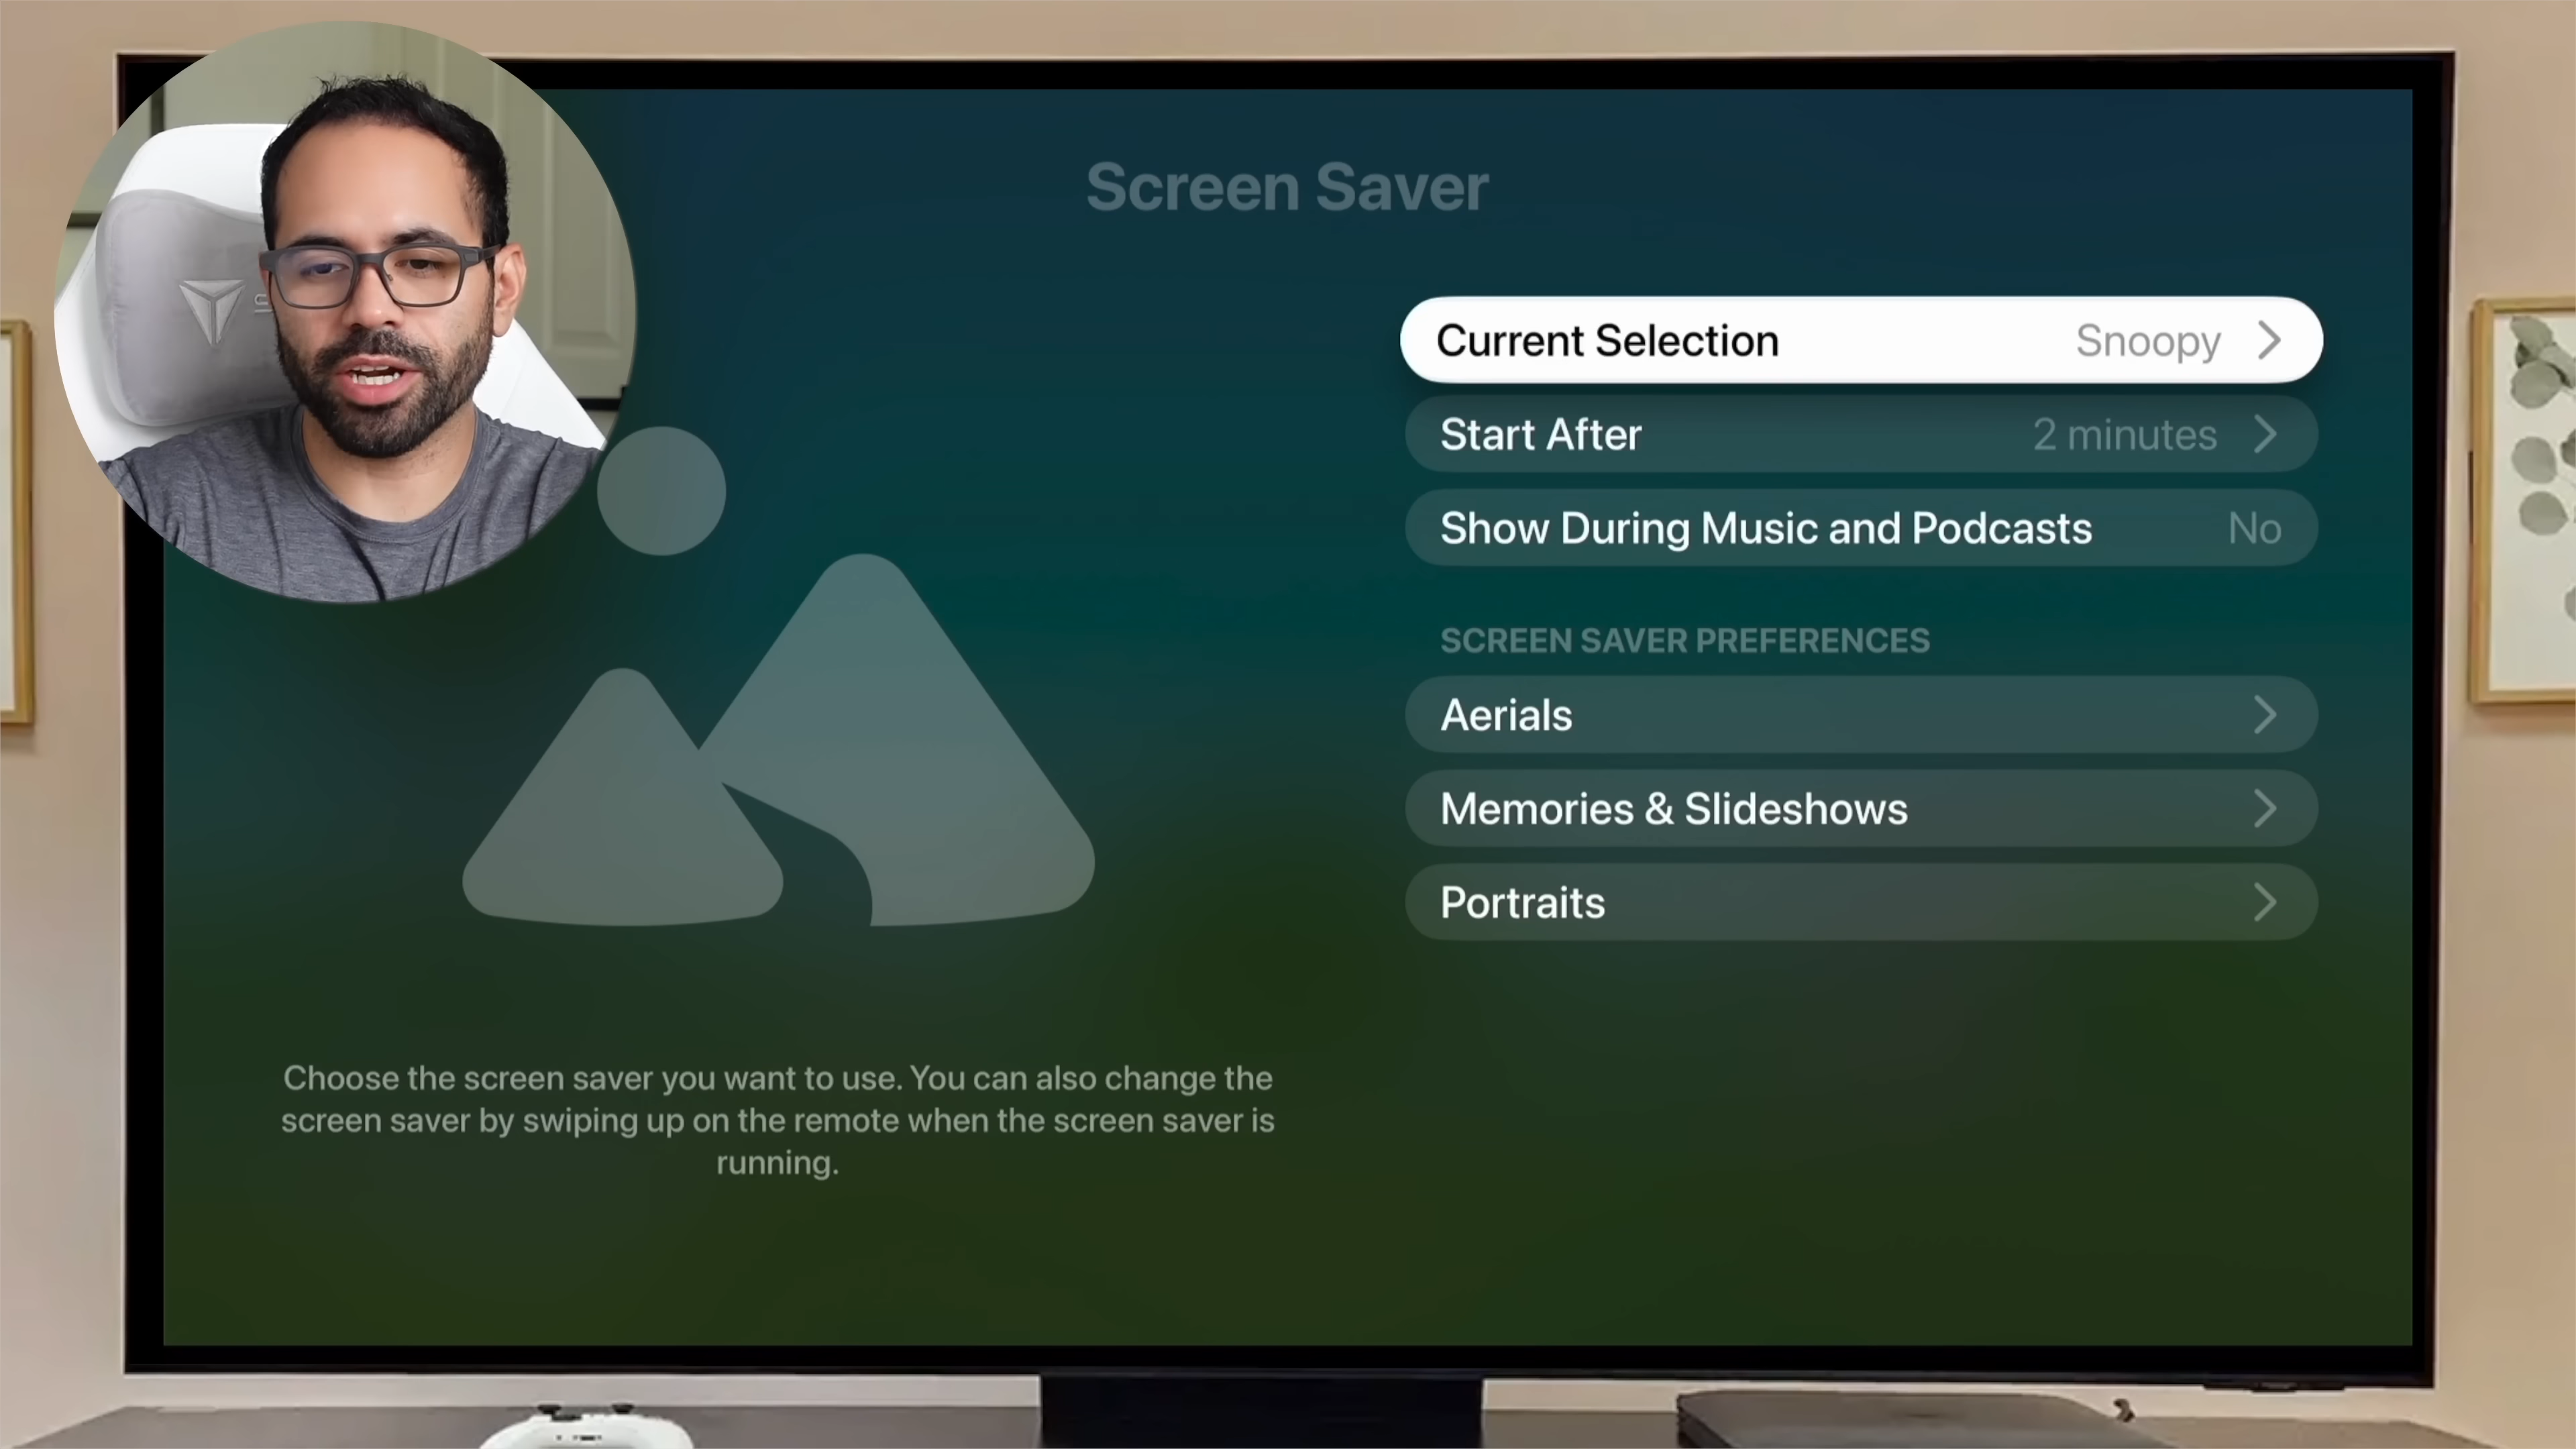 Screen Saver
Current Selection Snoopy
Start After 2 minutes
Show During Music and Podcasts No
SCREEN SAVER PREFERENCES
Aerials
Memories & Slideshows
Portraits
Choose the screen saver you want to use. You can also change the
screen saver by swiping up on the remote when the screen saver is
running.